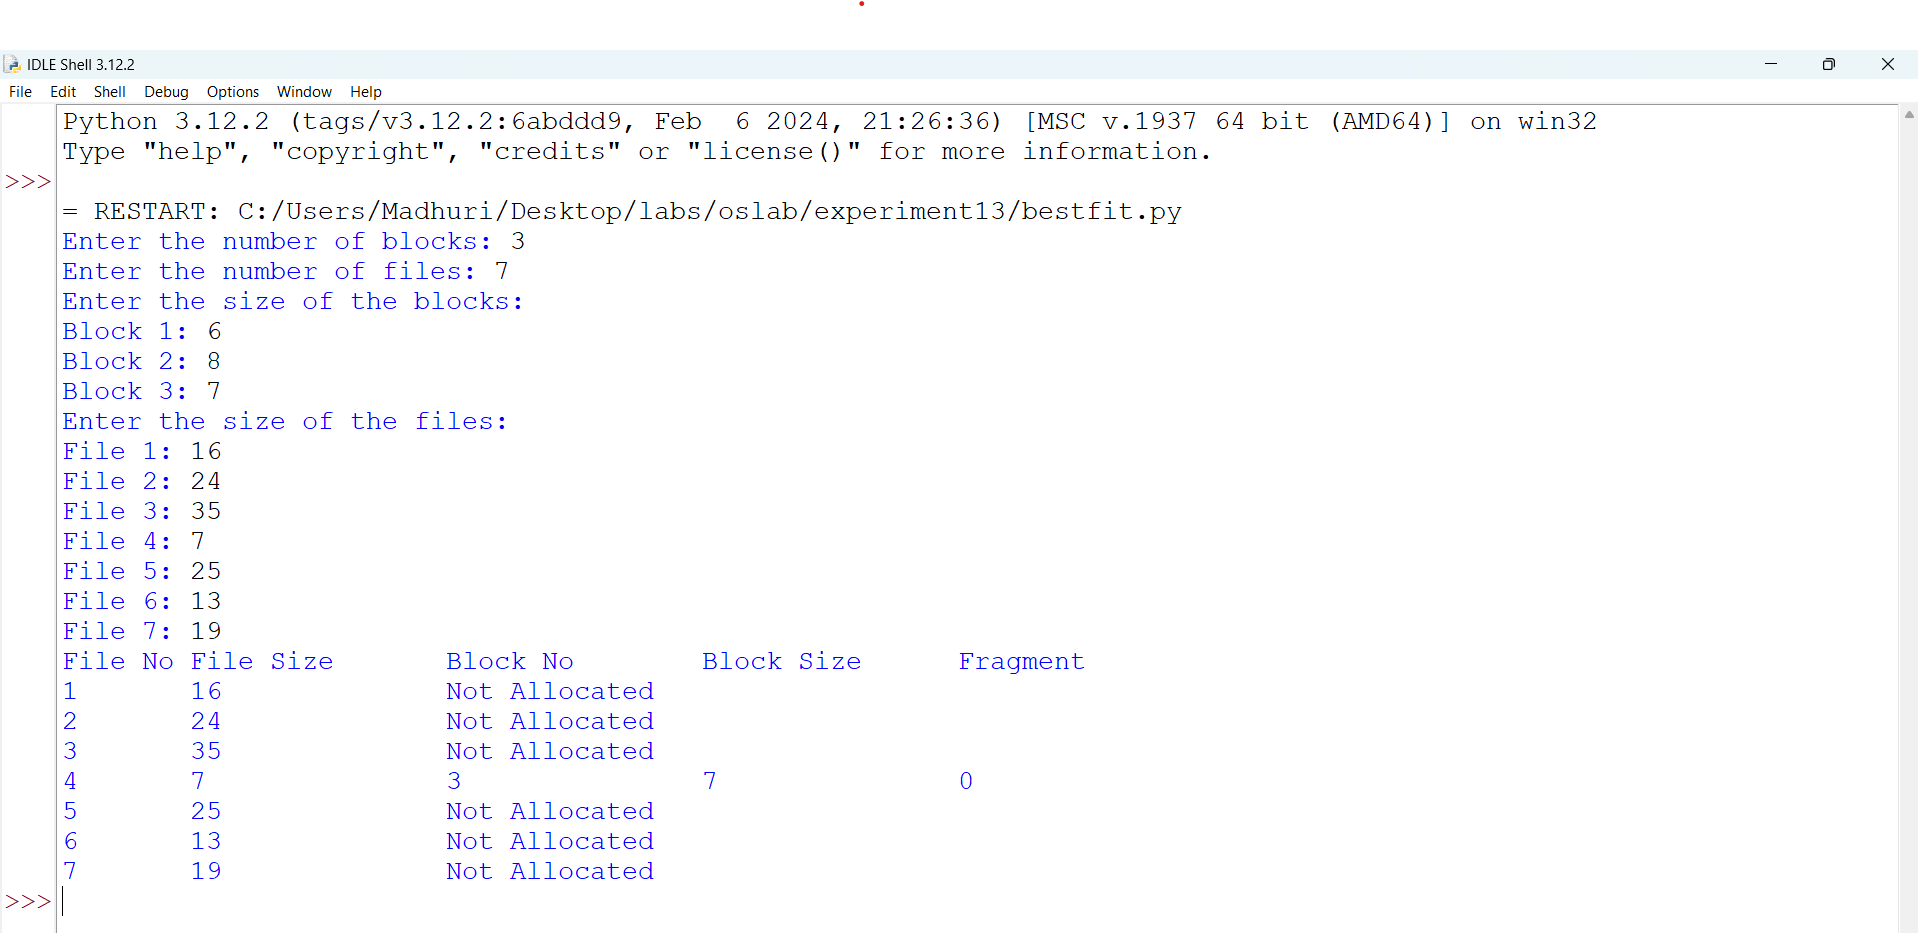 IDLE Shell 3.12.2
File Edit Shell Debug Options Window Help
Python 3.12.2 (tags/v3.12.2:6abddd9, Feb  6 2024, 21:26:36) [MSC v.1937 64 bit (AMD64)] on win32
Type "help", "copyright", "credits" or "license()" for more information.
>>>
= RESTART: C:/Users/Madhuri/Desktop/labs/oslab/experiment13/bestfit.py
Enter the number of blocks: 3
Enter the number of files: 7
Enter the size of the blocks:
Block 1: 6
Block 2: 8
Block 3: 7
Enter the size of the files:
File 1: 16
File 2: 24
File 3: 35
File 4: 7
File 5: 25
File 6: 13
File 7: 19
File No File Size Block No Block Size Fragment
1 16 Not Allocated
2 24 Not Allocated
3 35 Not Allocated
4 7 3 7 0
5 25 Not Allocated
6 13 Not Allocated
7 19 Not Allocated
>>>